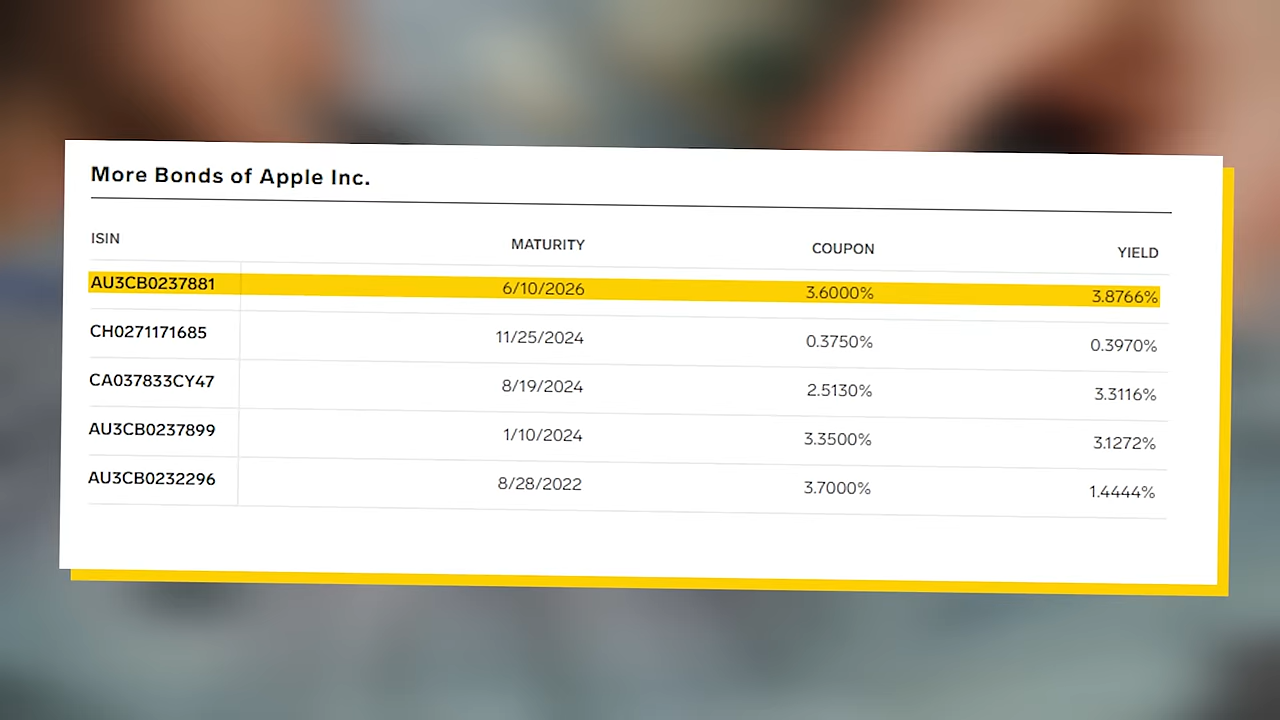 More Bonds of Apple Inc.
ISIN MATURITY COUPON YIELD
AU3CB0237881 6/10/2026 3.6000% 3.8766%
CH0271171685 11/25/2024 0.3750% 0.3970%
CA037833CY47 8/19/2024 2.5130% 3.3116%
AU3CB0237899 1/10/2024 3.3500% 3.1272%
AU3CB0232296 8/28/2022 3.7000% 1.4444%